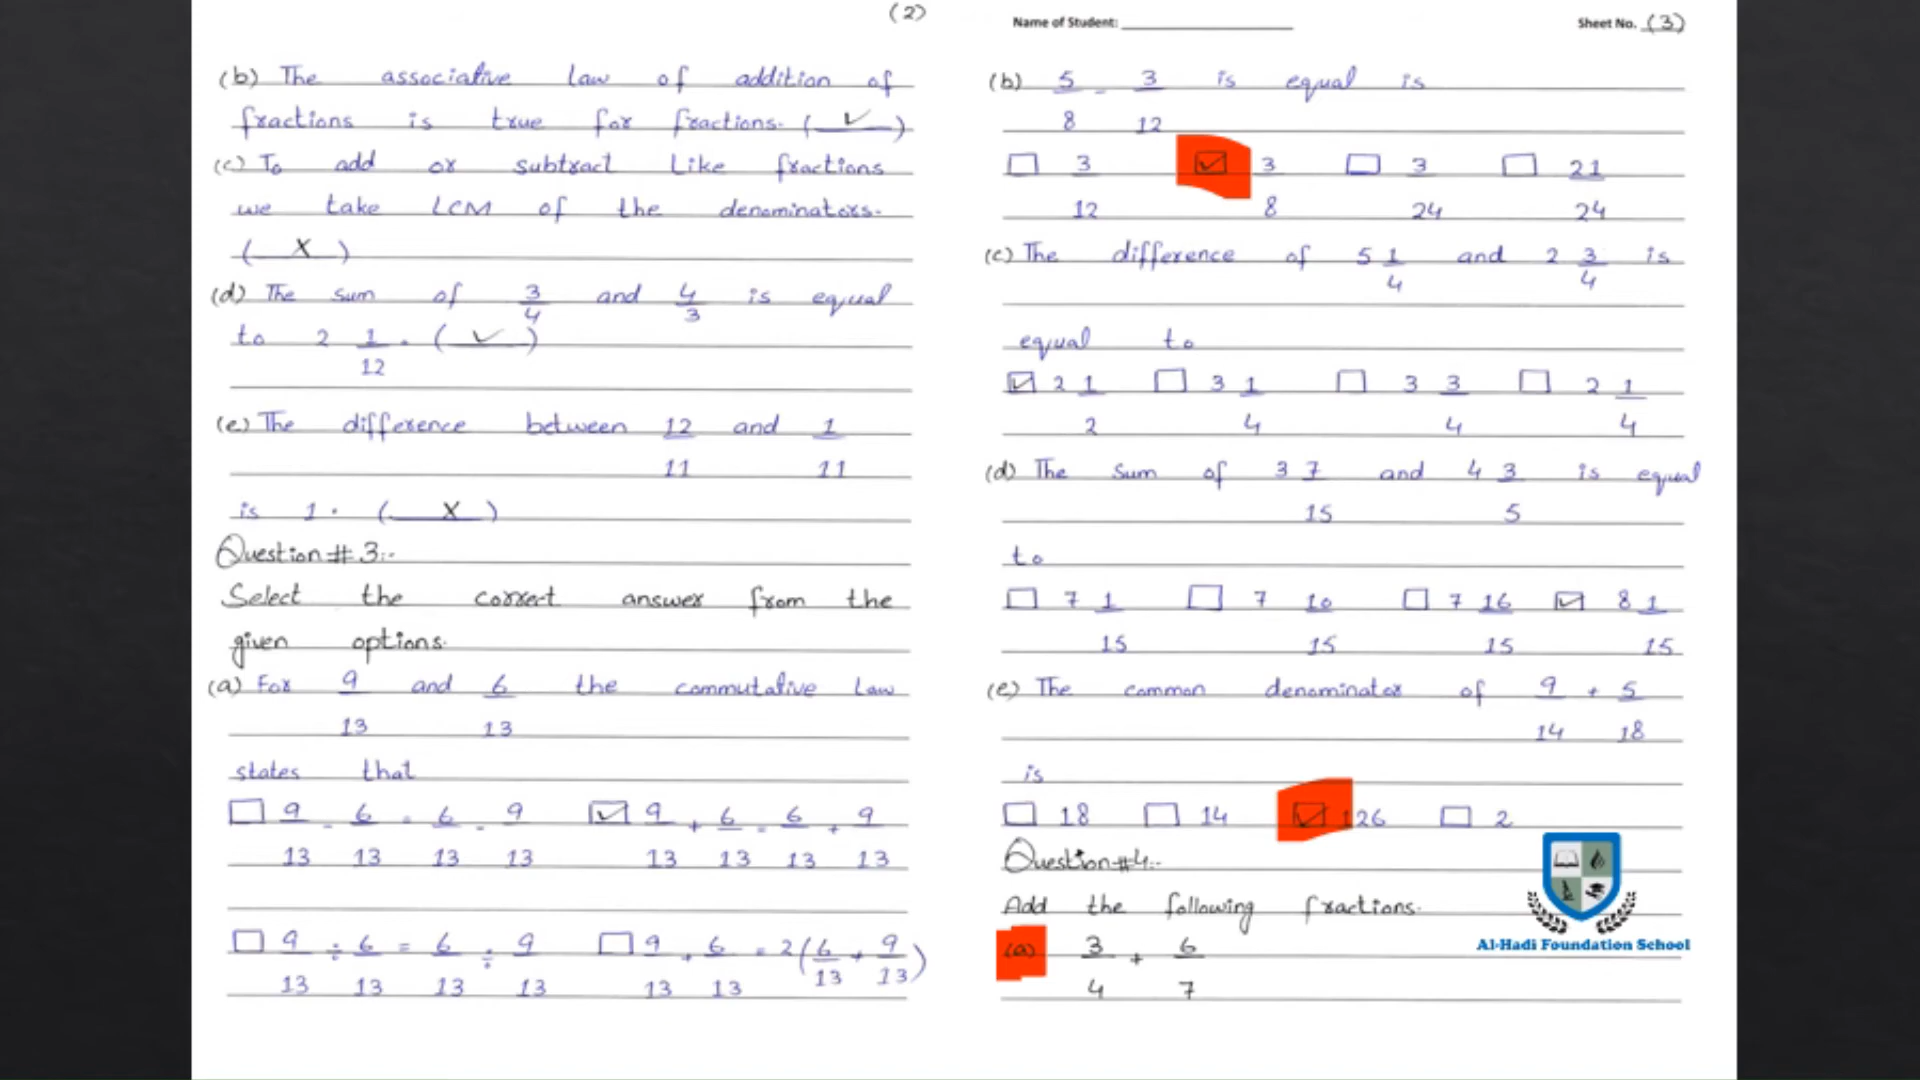 (2)
(b) The associative law of addition of
fractions is true for fractions. ( ✓ )
(c) To add or subtract Like fractions
we take LCM of the denominators.
( X )
(d) The sum of 3/4 and 4/3 is equal
to 2 1/12 . ( ✓ )
(e) The difference between 12/11 and 1/11
is 1. ( X )
Question # 3:-
Select the correct answer from the
given options.
(a) For 9/13 and 6/13 the commutative Law
states that
☐ 9/13 - 6/13 = 6/13 - 9/13 ☑ 9/13 + 6/13 = 6/13 + 9/13
☐ 9/13 ÷ 6/13 = 6/13 ÷ 9/13 ☐ 9/13 + 6/13 = 2(6/13 + 9/13)
Name of Student: Sheet No. (3)
(b) 5/8 - 3/12 is equal is
☐ 3/12 ☑ 3/8 ☐ 3/24 ☐ 21/24
(c) The difference of 5 1/4 and 2 3/4 is
equal to
☑ 2 1/2 ☐ 3 1/4 ☐ 3 3/4 ☐ 2 1/4
(d) The Sum of 3 7/15 and 4 3/5 is equal
to
☐ 7 1/15 ☐ 7 10/15 ☐ 7 16/15 ☑ 8 1/15
(e) The common denominator of 9/14 + 5/18
is
☐ 18 ☐ 14 ☑ 126 ☐ 2
Question #4:-
Add the following fractions.
(a) 3/4 + 6/7
Al-Hadi Foundation School